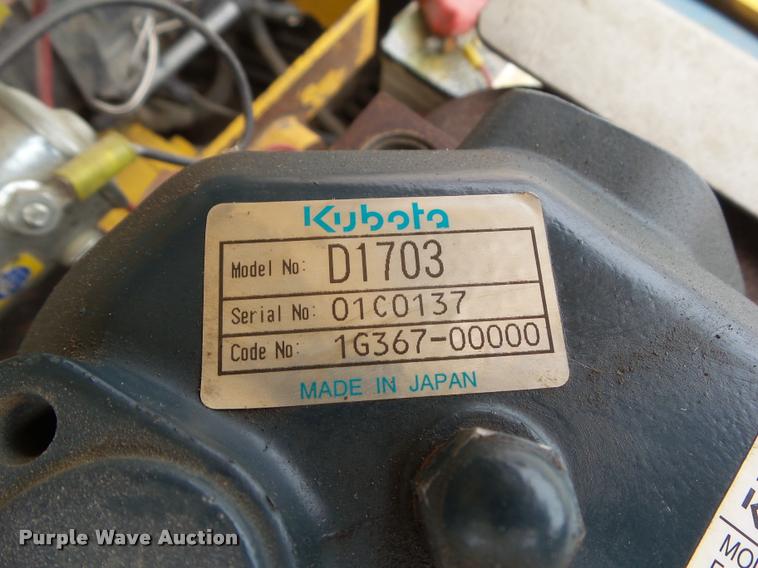 Kubota
Model No: D1703
Serial No: 01C0137
Code No: 1G367-00000
MADE IN JAPAN
Purple Wave Auction